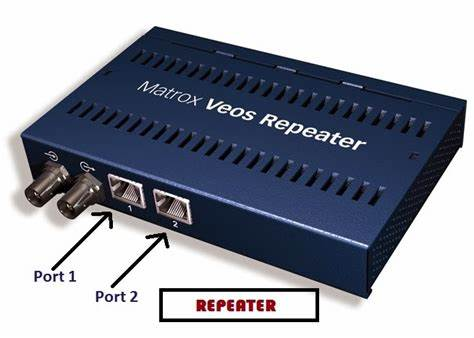 Matrox Veos Repeater
1
2
Port 1
Port 2
REPEATER